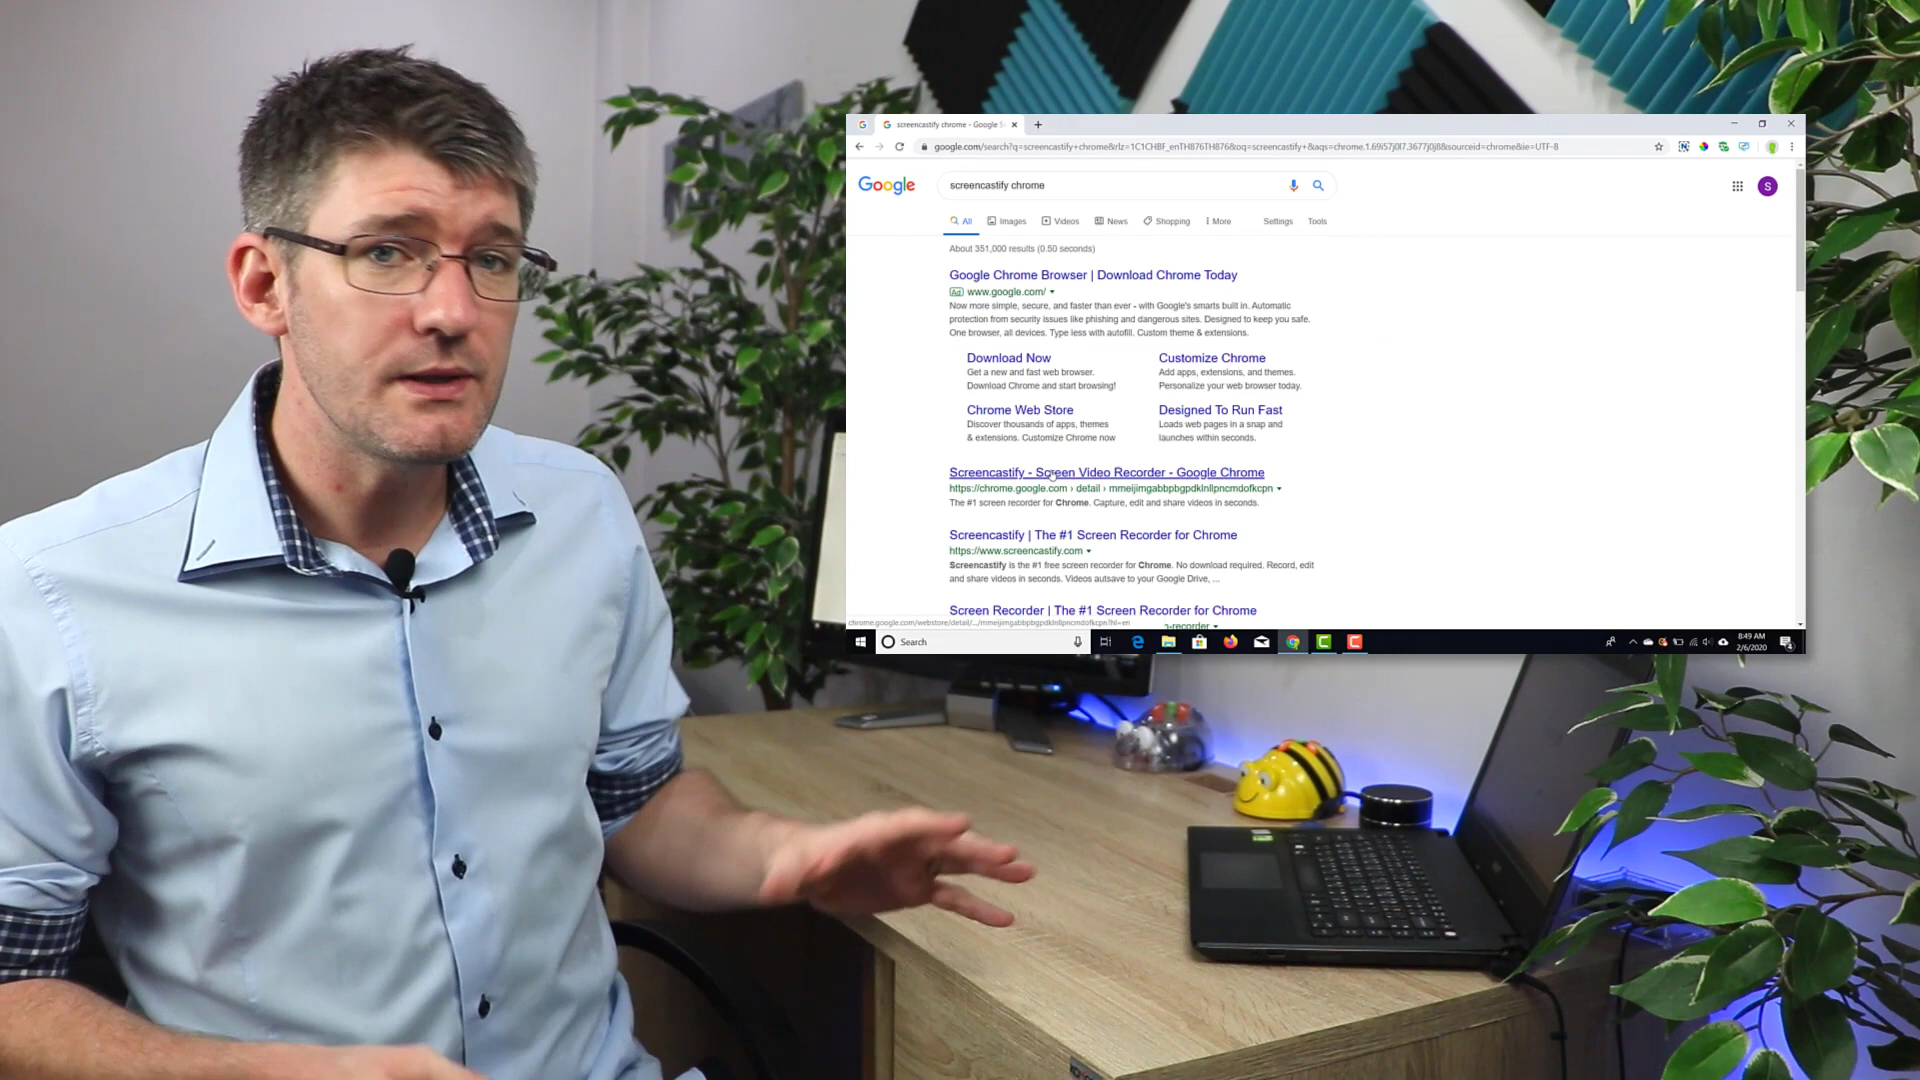 screencastify chrome - Google S
google.com/search?q=screencastify+chrome&rlz=1C1CHBF_enTH876TH876&oq=screencastify+&aqs=chrome.1.69i57j0l7.3677j0j8&sourceid=chrome&ie=UTF-8
Google
screencastify chrome
S
All Images Videos News Shopping More Settings Tools
About 351,000 results (0.50 seconds)
Google Chrome Browser | Download Chrome Today
Ad www.google.com/
Now more simple, secure, and faster than ever - with Google's smarts built in. Automatic
protection from security issues like phishing and dangerous sites. Designed to keep you safe.
One browser, all devices. Type less with autofill. Custom theme & extensions.
Download Now
Get a new and fast web browser.
Download Chrome and start browsing!
Customize Chrome
Add apps, extensions, and themes.
Personalize your web browser today.
Chrome Web Store
Discover thousands of apps, themes
& extensions. Customize Chrome now
Designed To Run Fast
Loads web pages in a snap and
launches within seconds.
Screencastify - Screen Video Recorder - Google Chrome
https://chrome.google.com › detail › mmeijimgabbpbgpdklnllpncmdofkcpn
The #1 screen recorder for Chrome. Capture, edit and share videos in seconds.
Screencastify | The #1 Screen Recorder for Chrome
https://www.screencastify.com
Screencastify is the #1 free screen recorder for Chrome. No download required. Record, edit
and share videos in seconds. Videos autosave to your Google Drive, ...
Screen Recorder | The #1 Screen Recorder for Chrome
chrome.google.com/webstore/detail/.../mmeijimgabbpbgpdklnllpncmdofkcpn?hl=en
-recorder
Search
8:49 AM
2/6/2020